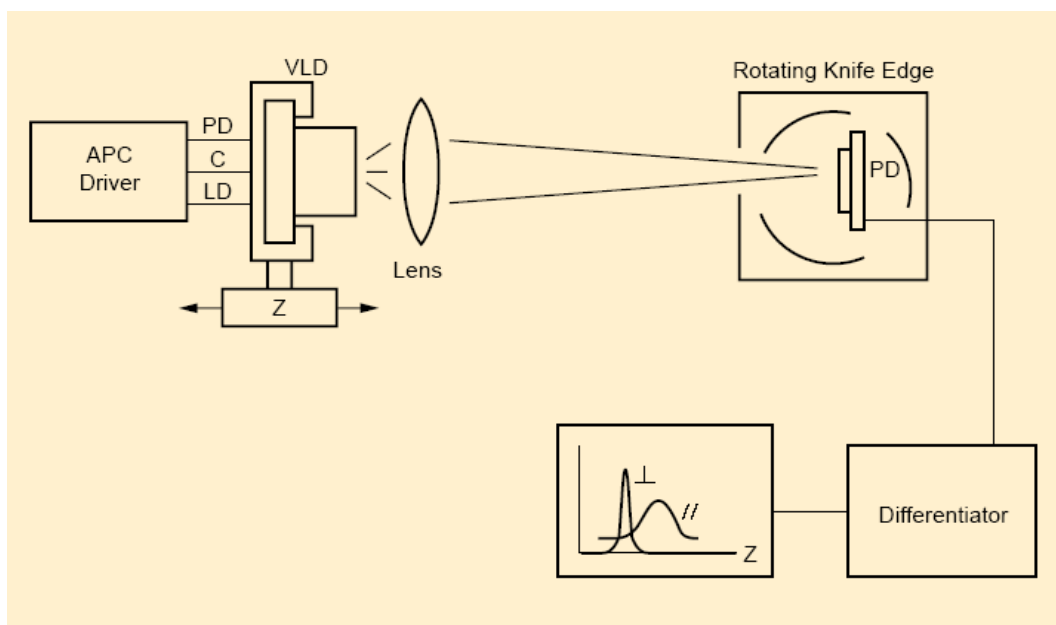 VLD
Rotating Knife Edge
APC
Driver
PD
C
LD
PD
Lens
Z
⊥
//
Z
Differentiator